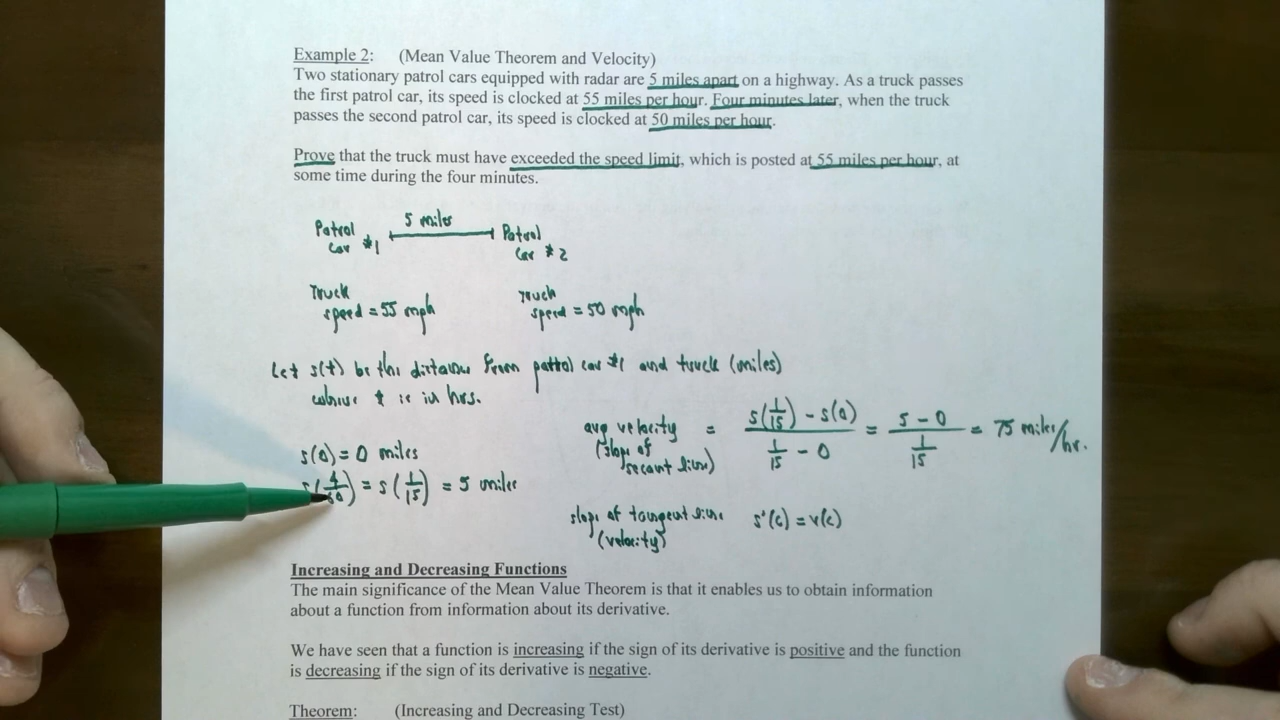 Example 2: (Mean Value Theorem and Velocity)
Two stationary patrol cars equipped with radar are 5 miles apart on a highway. As a truck passes
the first patrol car, its speed is clocked at 55 miles per hour. Four minutes later, when the truck
passes the second patrol car, its speed is clocked at 50 miles per hour.
Prove that the truck must have exceeded the speed limit, which is posted at 55 miles per hour, at
some time during the four minutes.
5 miles
Patrol car #1 Patrol car #2
Truck speed = 55 mph Truck speed = 50 mph
Let s(t) be the distance from patrol car #1 and truck (miles)
where t is in hrs.
s(0) = 0 miles
s(4/60) = s(1/15) = 5 miles
avg velocity (slope of secant line) = (s(1/15) - s(0))/(1/15 - 0) = (5 - 0)/(1/15) = 75 miles/hr.
slope of tangent line s'(c) = v(c)
(velocity)
Increasing and Decreasing Functions
The main significance of the Mean Value Theorem is that it enables us to obtain information
about a function from information about its derivative.
We have seen that a function is increasing if the sign of its derivative is positive and the function
is decreasing if the sign of its derivative is negative.
Theorem: (Increasing and Decreasing Test)